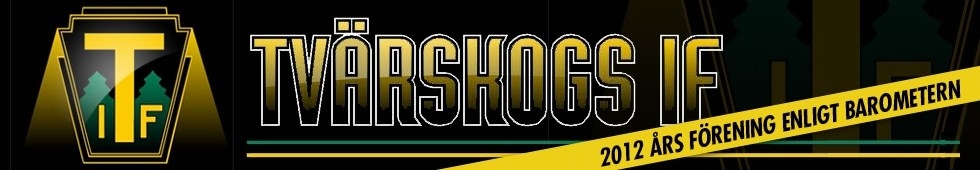 T
I F
TVÄRSKOGS IF
2012 ÅRS FÖRENING ENLIGT BAROMETERN